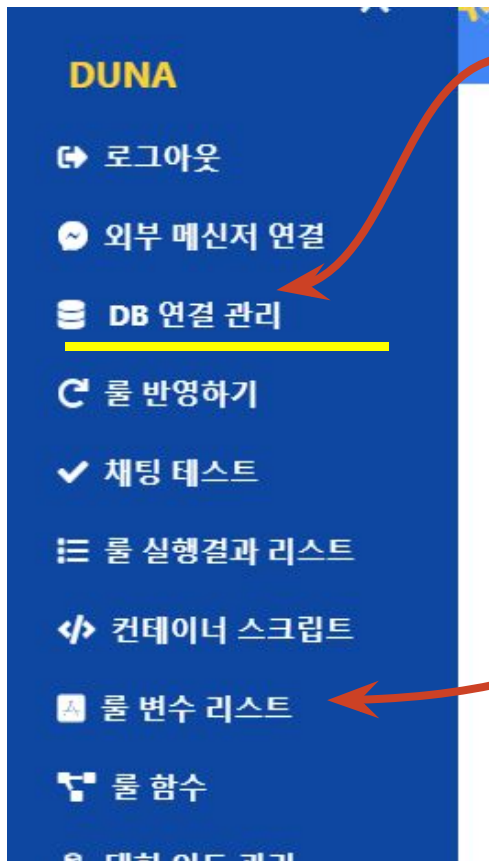 DUNA
로그아웃
외부 메신저 연결
DB 연결 관리
룰 반영하기
채팅 테스트
룰 실행결과 리스트
컨테이너 스크립트
룰 변수 리스트
룰 함수